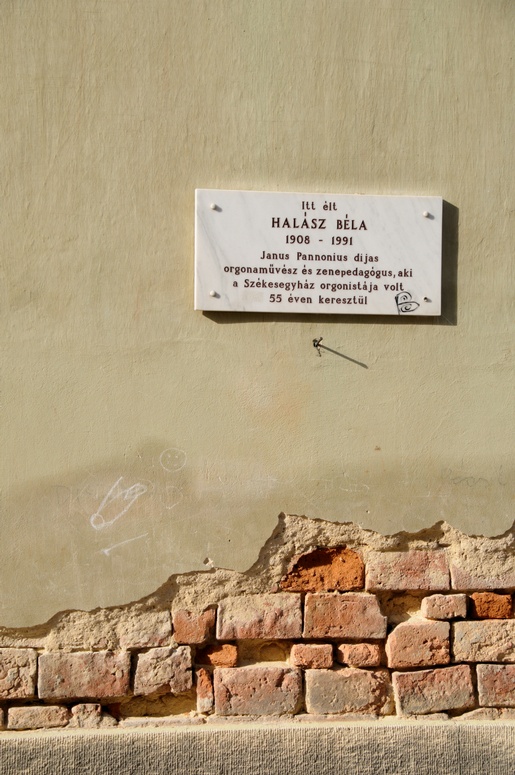 Itt élt
HALÁSZ BÉLA
1908 - 1991
Janus Pannonius díjas
orgonaművész és zenepedagógus, aki
a Székesegyház orgonistája volt
55 éven keresztül